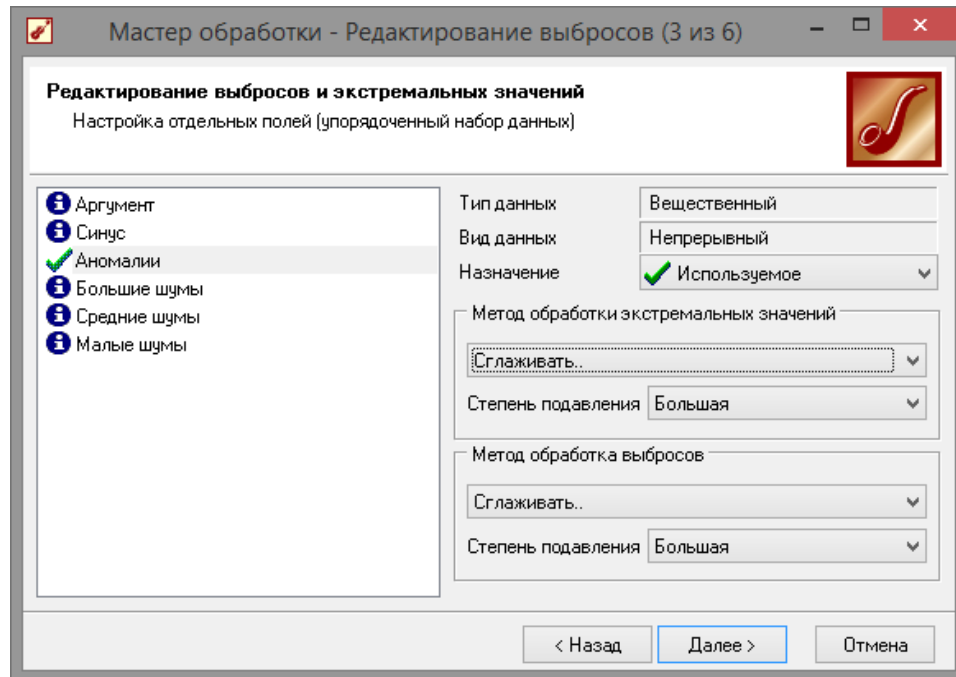 Мастер обработки - Редактирование выбросов (3 из 6)
Редактирование выбросов и экстремальных значений
Настройка отдельных полей (упорядоченный набор данных)
Аргумент
Синус
Аномалии
Большие шумы
Средние шумы
Малые шумы
Тип данных Вещественный
Вид данных Непрерывный
Назначение Используемое
Метод обработки экстремальных значений
Сглаживать..
Степень подавления Большая
Метод обработка выбросов
Сглаживать..
Степень подавления Большая
< Назад Далее > Отмена